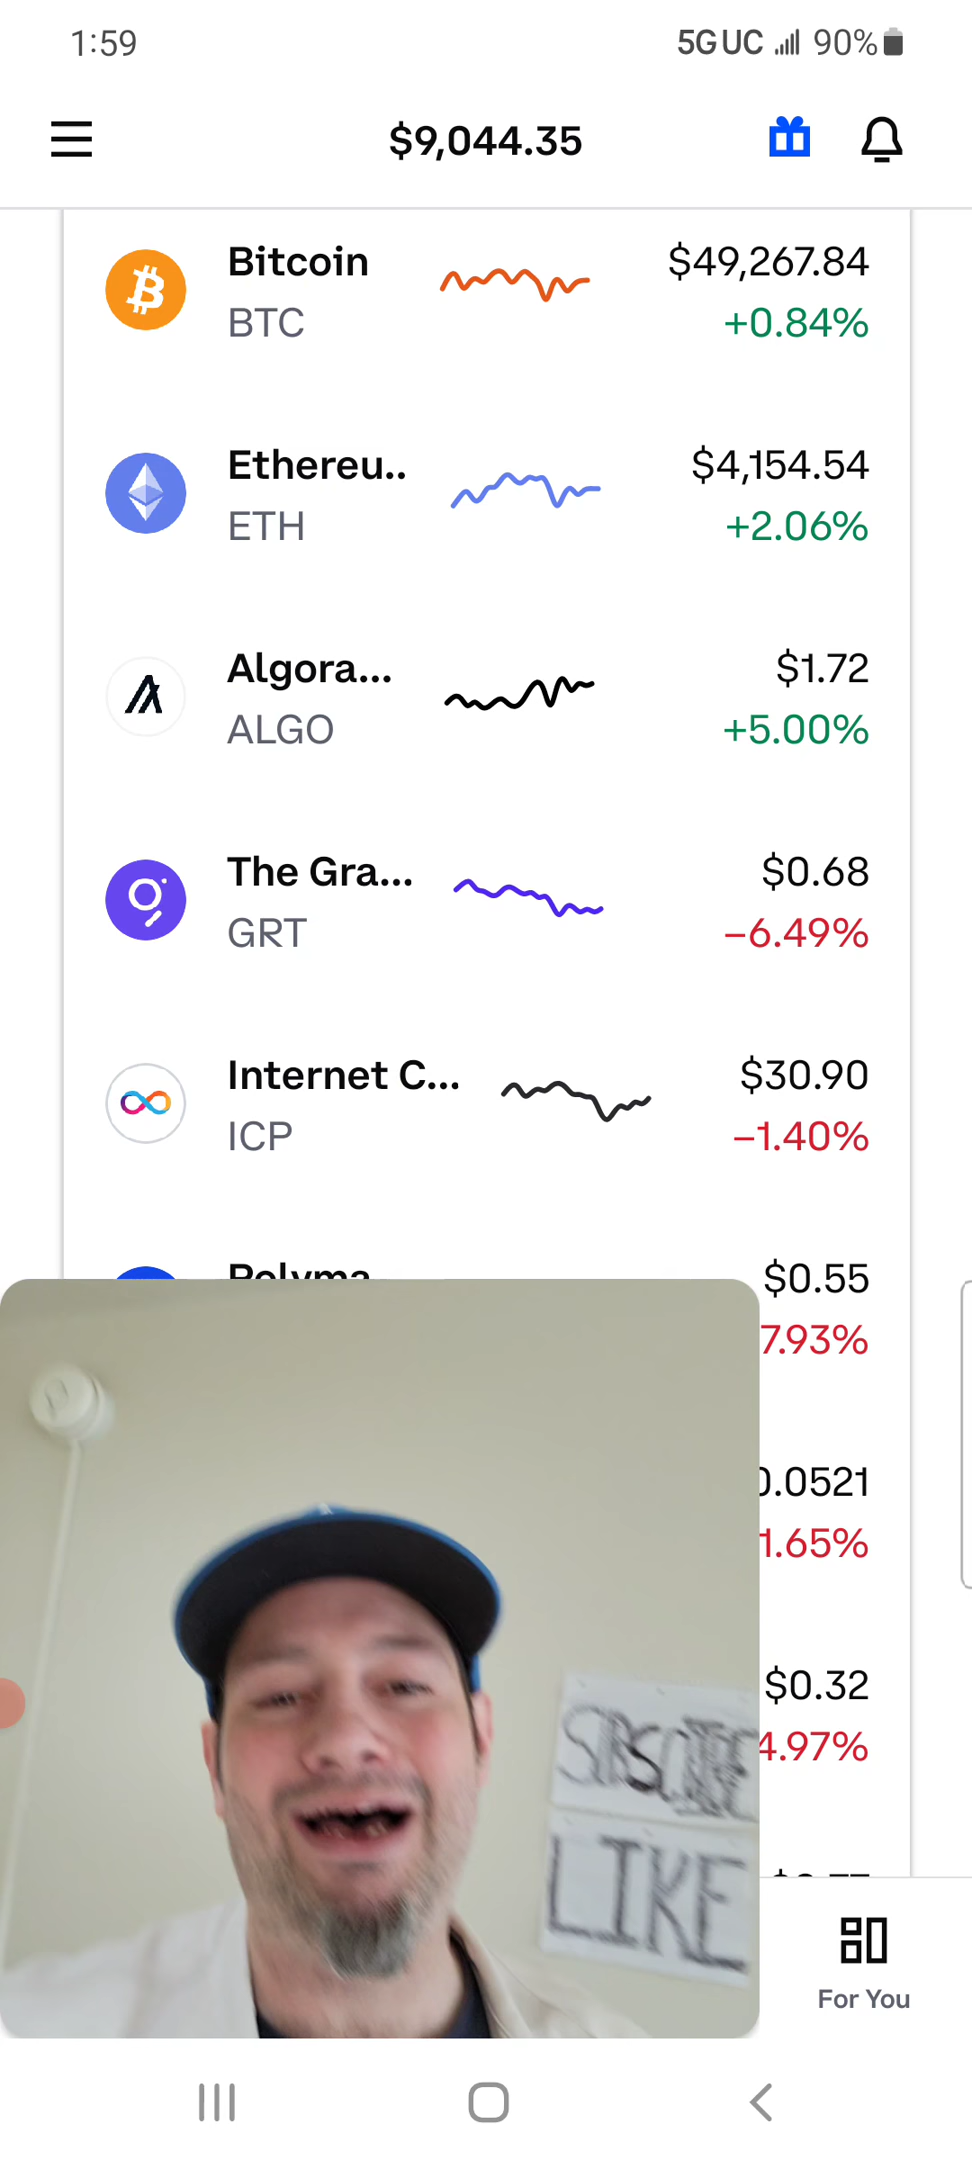 1:59 5G UC 90%
$9,044.35
Bitcoin $49,267.84
BTC +0.84%
Ethereu.. $4,154.54
ETH +2.06%
Algora... $1.72
ALGO +5.00%
The Gra... $0.68
GRT -6.49%
Internet C... $30.90
ICP -1.40%
Polyma $0.55
7.93%
0.0521
1.65%
$0.32
4.97%
LIKE
For You